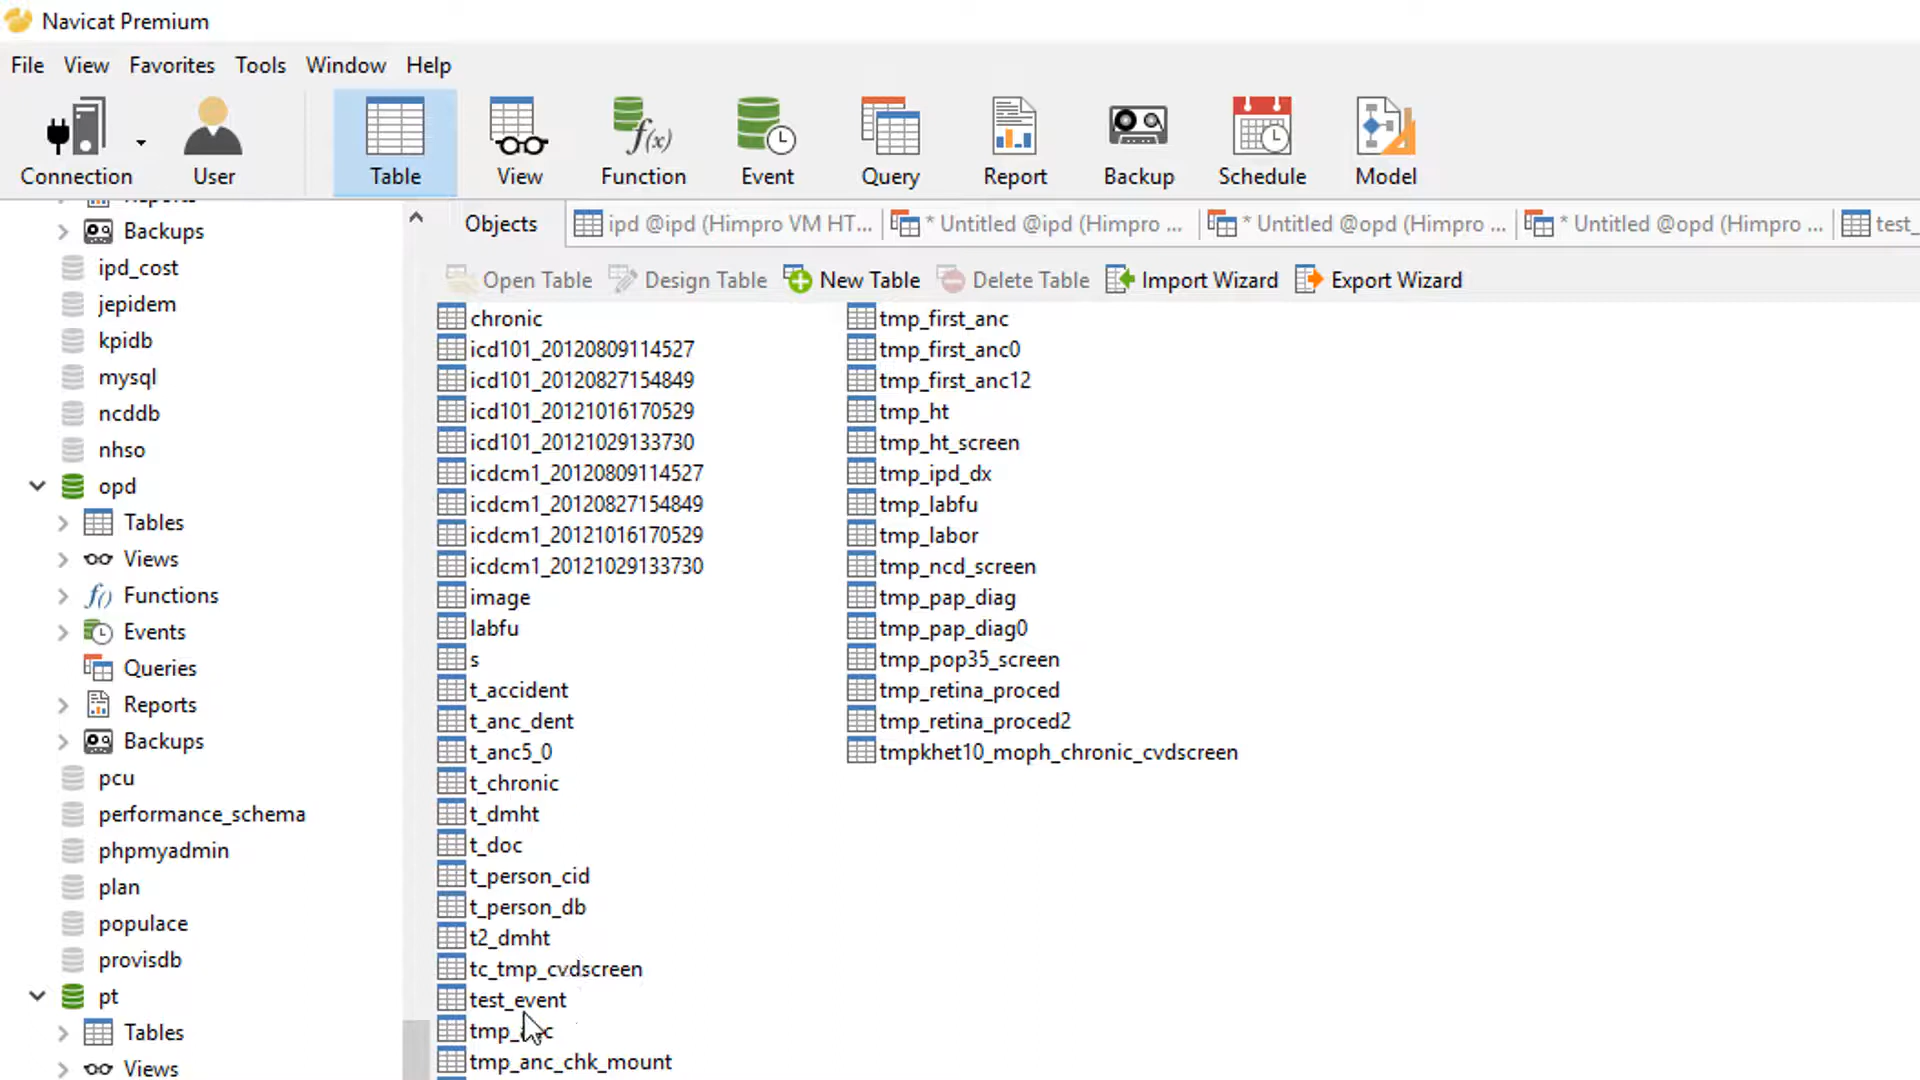 Navicat Premium
File View Favorites Tools Window Help
Connection User Table View Function Event Query Report Backup Schedule Model
Objects ipd @ipd (Himpro VM HT... * Untitled @ipd (Himpro ... * Untitled @opd (Himpro ... * Untitled @opd (Himpro ... test_
Open Table Design Table New Table Delete Table Import Wizard Export Wizard
Reports
Backups
ipd_cost
jepidem
kpidb
mysql
ncddb
nhso
opd
Tables
Views
Functions
Events
Queries
Reports
Backups
pcu
performance_schema
phpmyadmin
plan
populace
provisdb
pt
Tables
Views
chronic
icd101_20120809114527
icd101_20120827154849
icd101_20121016170529
icd101_20121029133730
icdcm1_20120809114527
icdcm1_20120827154849
icdcm1_20121016170529
icdcm1_20121029133730
image
labfu
s
t_accident
t_anc_dent
t_anc5_0
t_chronic
t_dmht
t_doc
t_person_cid
t_person_db
t2_dmht
tc_tmp_cvdscreen
test_event
tmp_anc_chk_mount
tmp_first_anc
tmp_first_anc0
tmp_first_anc12
tmp_ht
tmp_ht_screen
tmp_ipd_dx
tmp_labfu
tmp_labor
tmp_ncd_screen
tmp_pap_diag
tmp_pap_diag0
tmp_pop35_screen
tmp_retina_proced
tmp_retina_proced2
tmpkhet10_moph_chronic_cvdscreen